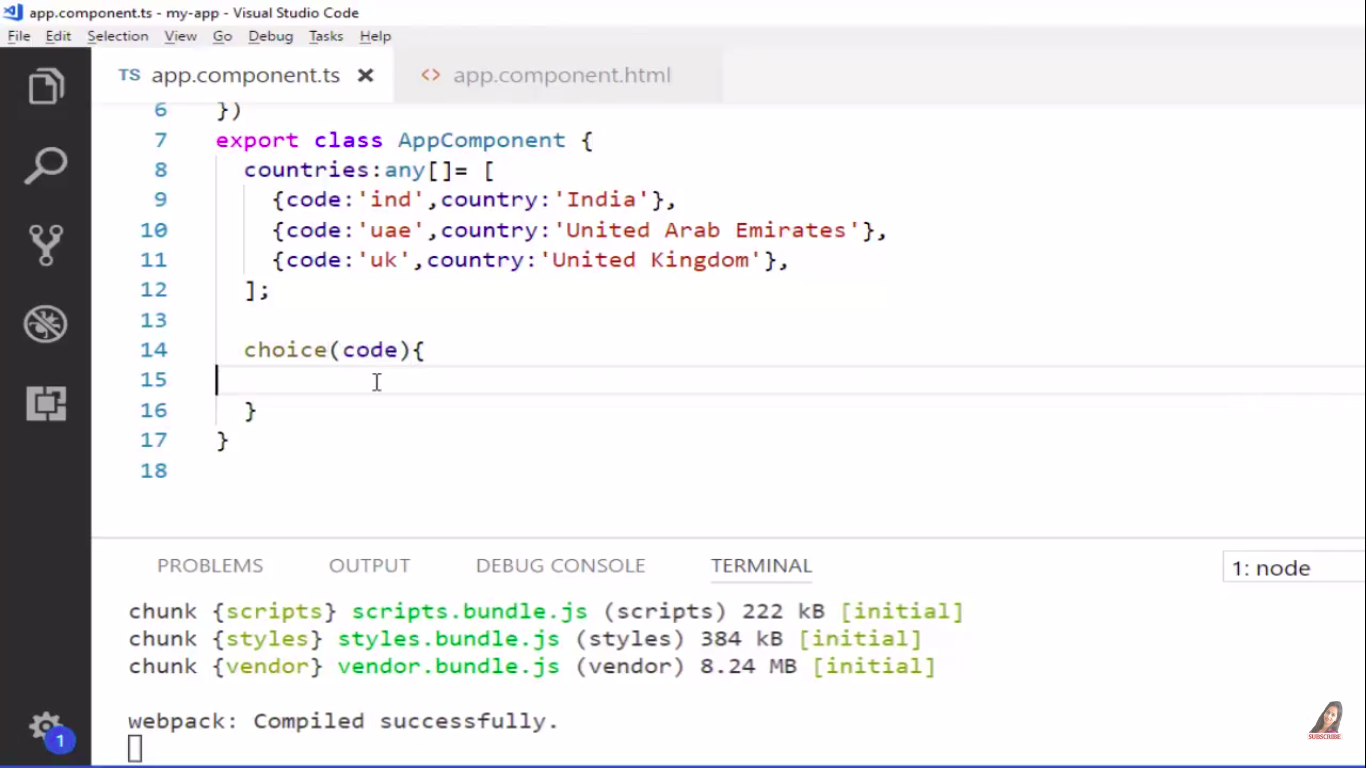 app.component.ts - my-app - Visual Studio Code
File Edit Selection View Go Debug Tasks Help
TS app.component.ts <> app.component.html
6 })
7 export class AppComponent {
8 countries:any[]= [
9 {code:'ind',country:'India'},
10 {code:'uae',country:'United Arab Emirates'},
11 {code:'uk',country:'United Kingdom'},
12 ];
13
14 choice(code){
15
16 }
17 }
18
PROBLEMS OUTPUT DEBUG CONSOLE TERMINAL 1: node
chunk {scripts} scripts.bundle.js (scripts) 222 kB [initial]
chunk {styles} styles.bundle.js (styles) 384 kB [initial]
chunk {vendor} vendor.bundle.js (vendor) 8.24 MB [initial]
webpack: Compiled successfully.
1
SUBSCRIBE